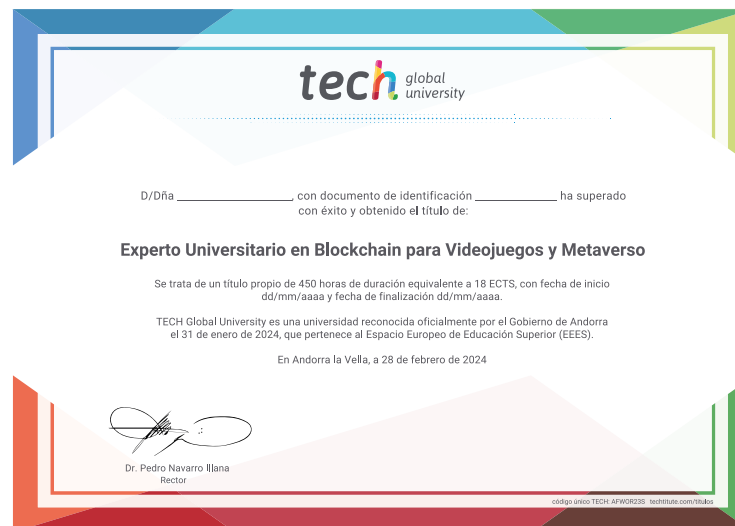 tech global university
D/Dña ____________________, con documento de identificación ______________ ha superado
con éxito y obtenido el título de:
Experto Universitario en Blockchain para Videojuegos y Metaverso
Se trata de un título propio de 450 horas de duración equivalente a 18 ECTS, con fecha de inicio
dd/mm/aaaa y fecha de finalización dd/mm/aaaa.
TECH Global University es una universidad reconocida oficialmente por el Gobierno de Andorra
el 31 de enero de 2024, que pertenece al Espacio Europeo de Educación Superior (EEES).
En Andorra la Vella, a 28 de febrero de 2024
Dr. Pedro Navarro Illana
Rector
código único TECH: AFWOR23S techtitute.com/titulos